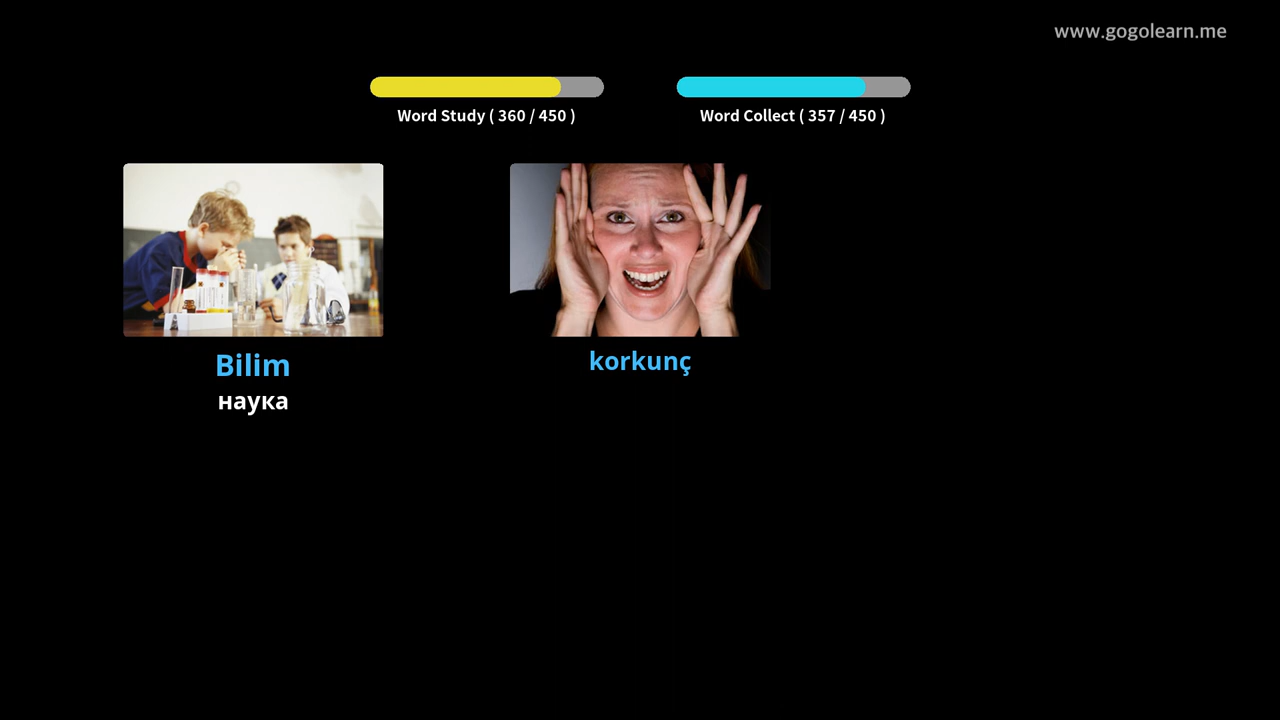 www.gogolearn.me
Word Study ( 360 / 450 )
Word Collect ( 357 / 450 )
Bilim
наука
korkunç